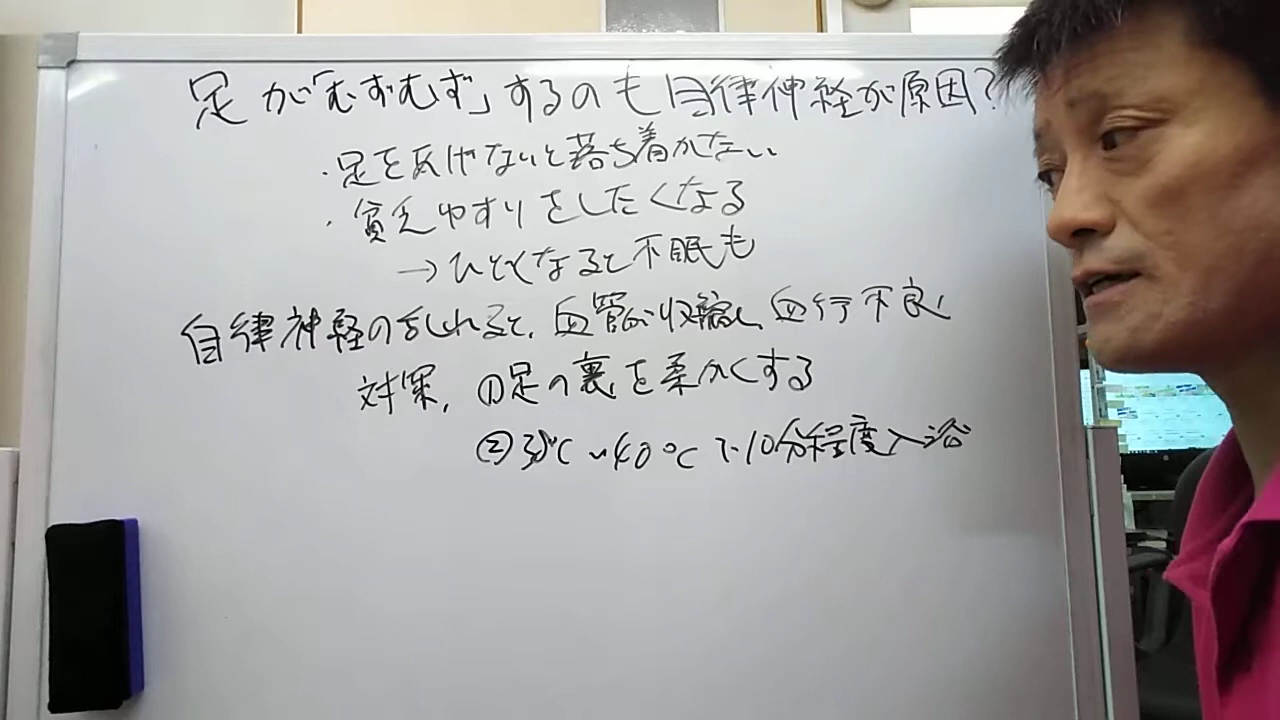 足が「むずむず」するのも自律神経が原因?
・足を曲げないと落ち着かない
・貧乏ゆすりをしたくなる
→ひどくなると不眠も
自律神経の乱れると、血管が収縮し、血行不良、
対策、①足の裏を柔かくする
②38℃~40℃で10分程度入浴